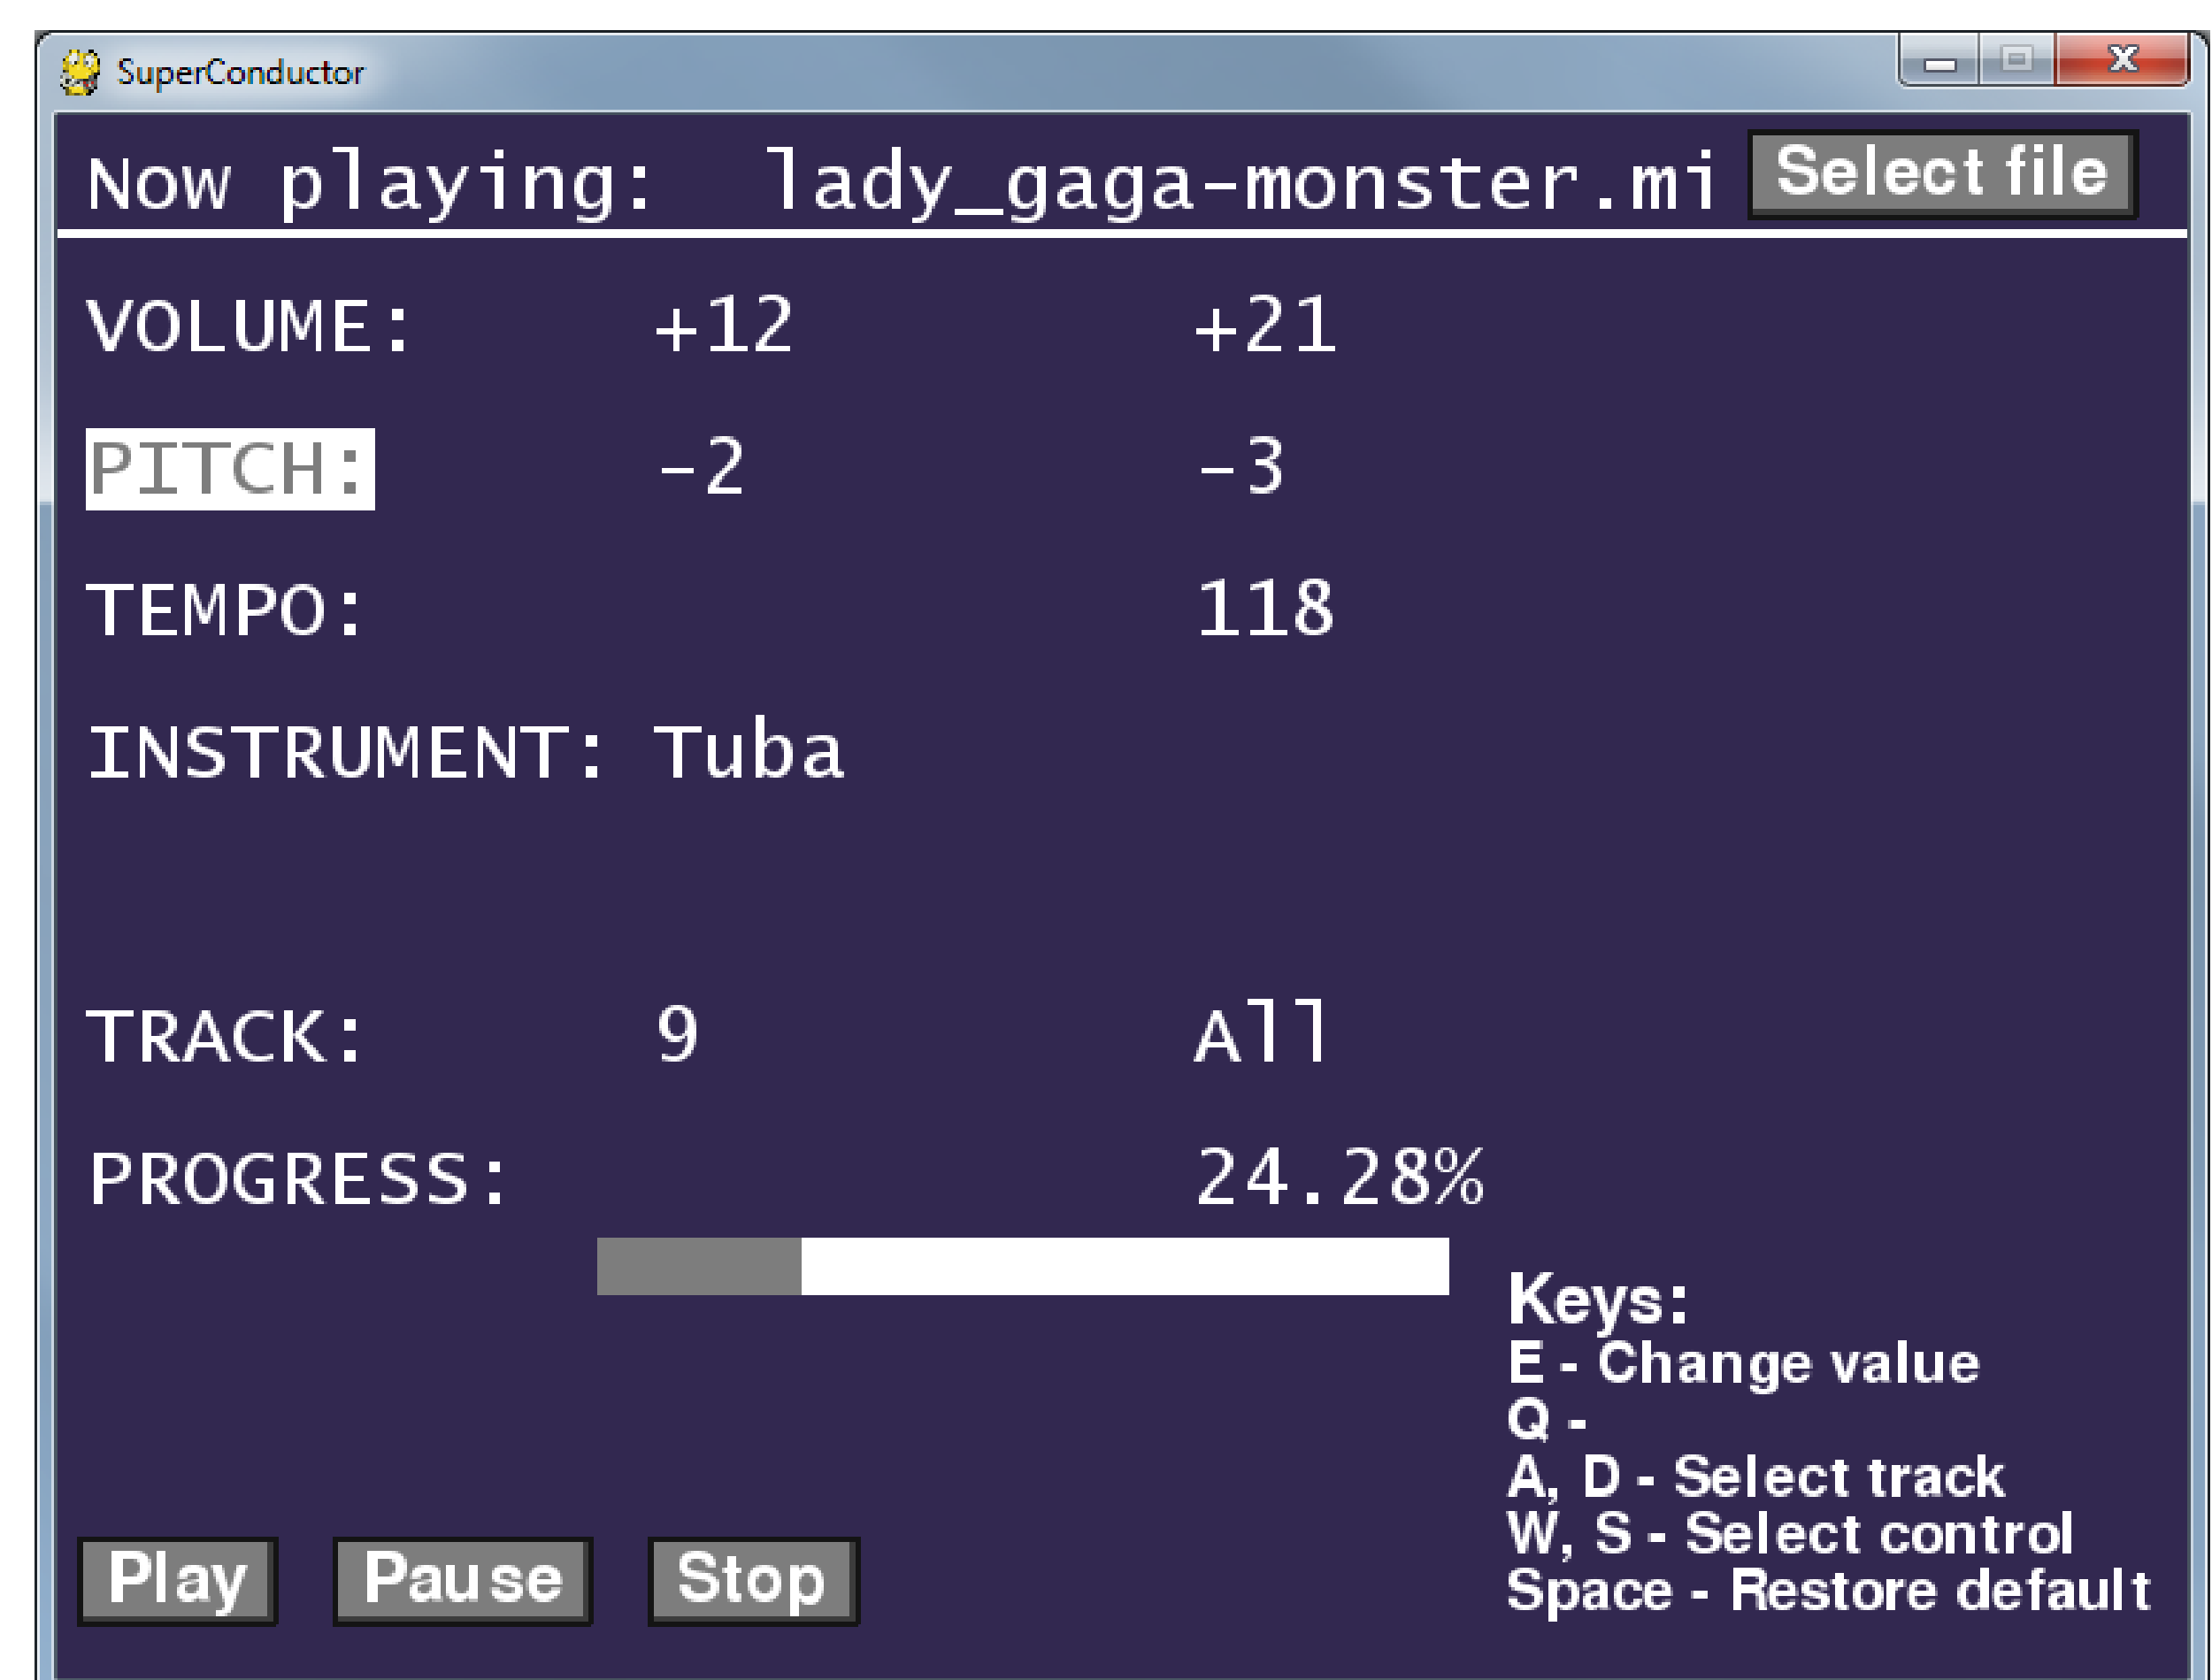 SuperConductor
Now playing: lady_gaga-monster.mi Select file
VOLUME: +12 +21
PITCH: -2 -3
TEMPO: 118
INSTRUMENT: Tuba
TRACK: 9 All
PROGRESS: 24.28%
Keys:
E - Change value
Q -
A, D - Select track
W, S - Select control
Space - Restore default
Play Pause Stop